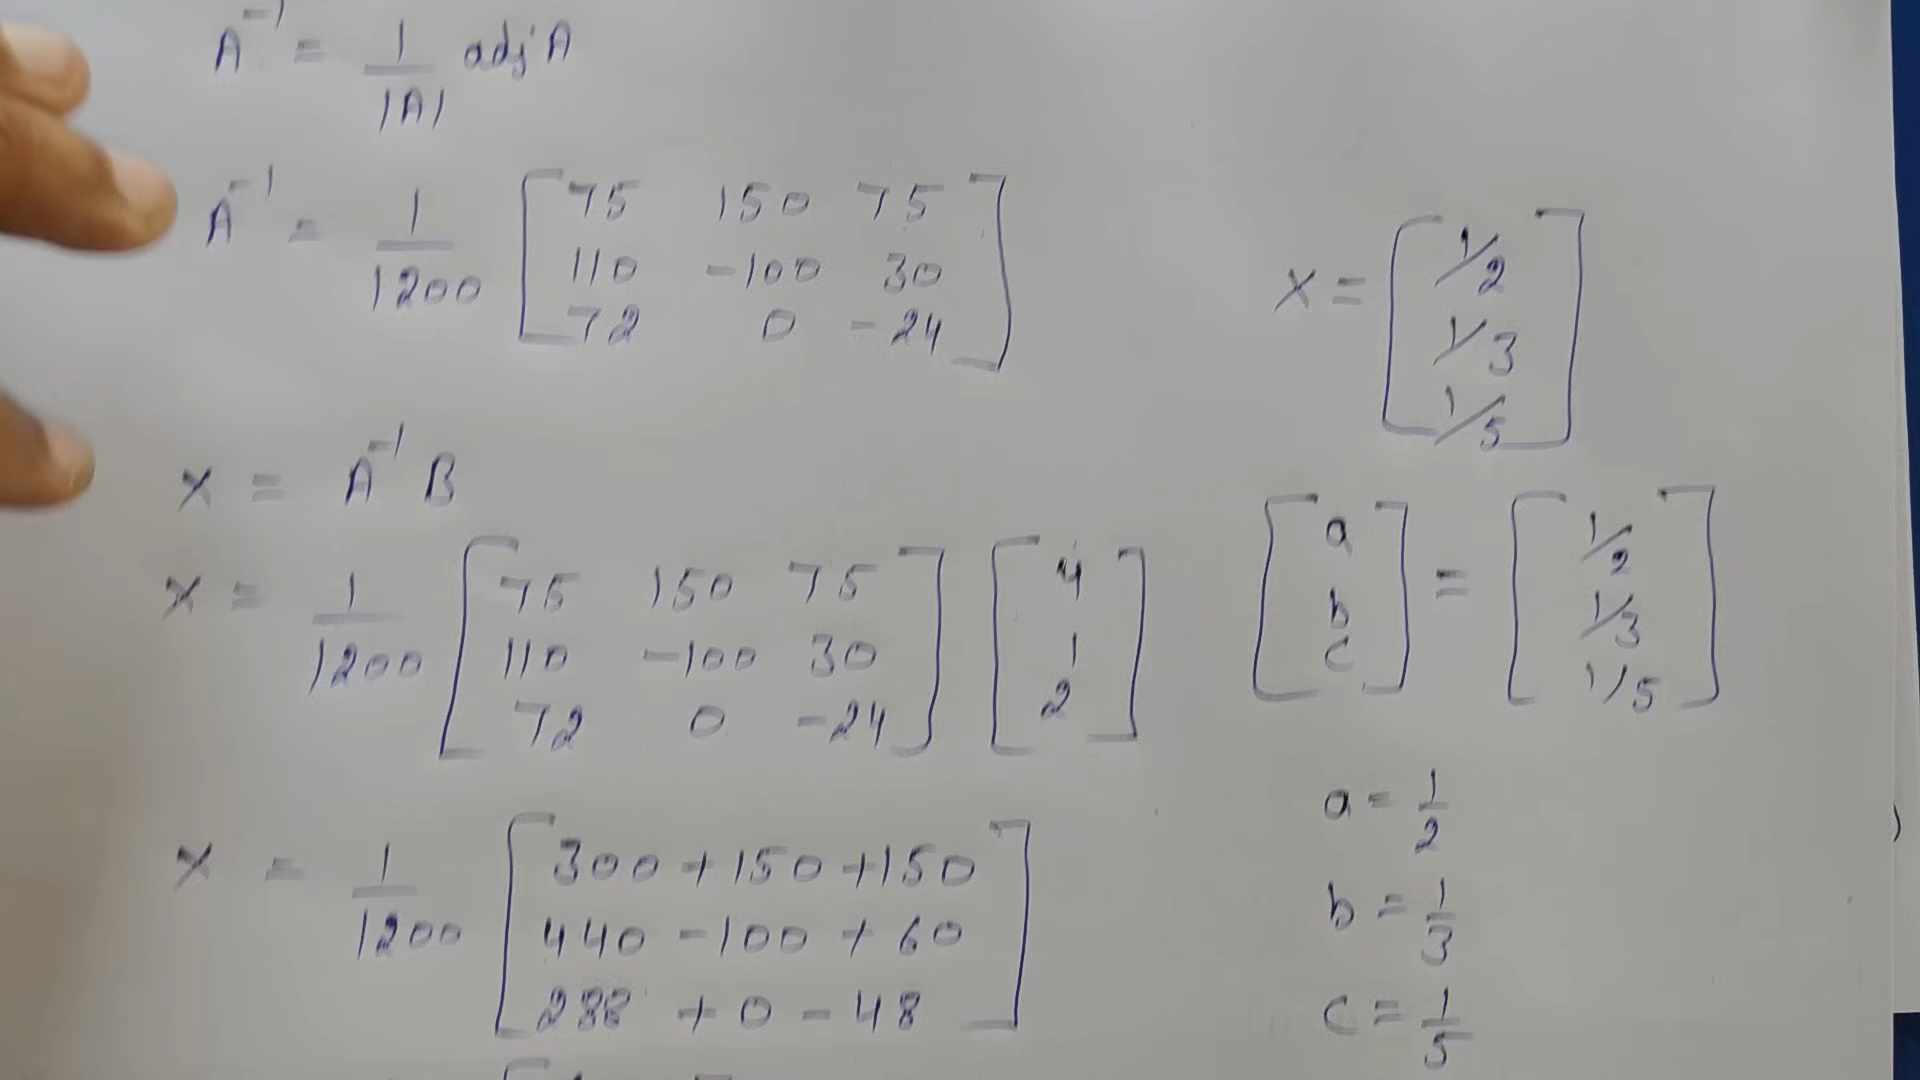 A⁻¹ = 1/|A| adj A
A⁻¹ = 1/1200 [ 75 150 75
110 -100 30
72 0 -24 ]
X = A⁻¹ B
X = 1/1200 [ 75 150 75
110 -100 30
72 0 -24 ] [ 4
1
2 ]
X = 1/1200 [ 300 + 150 + 150
440 - 100 + 60
288 + 0 - 48 ]
X = [ 1/2
1/3
1/5 ]
[ a
b
c ] = [ 1/2
1/3
1/5 ]
a = 1/2
b = 1/3
c = 1/5